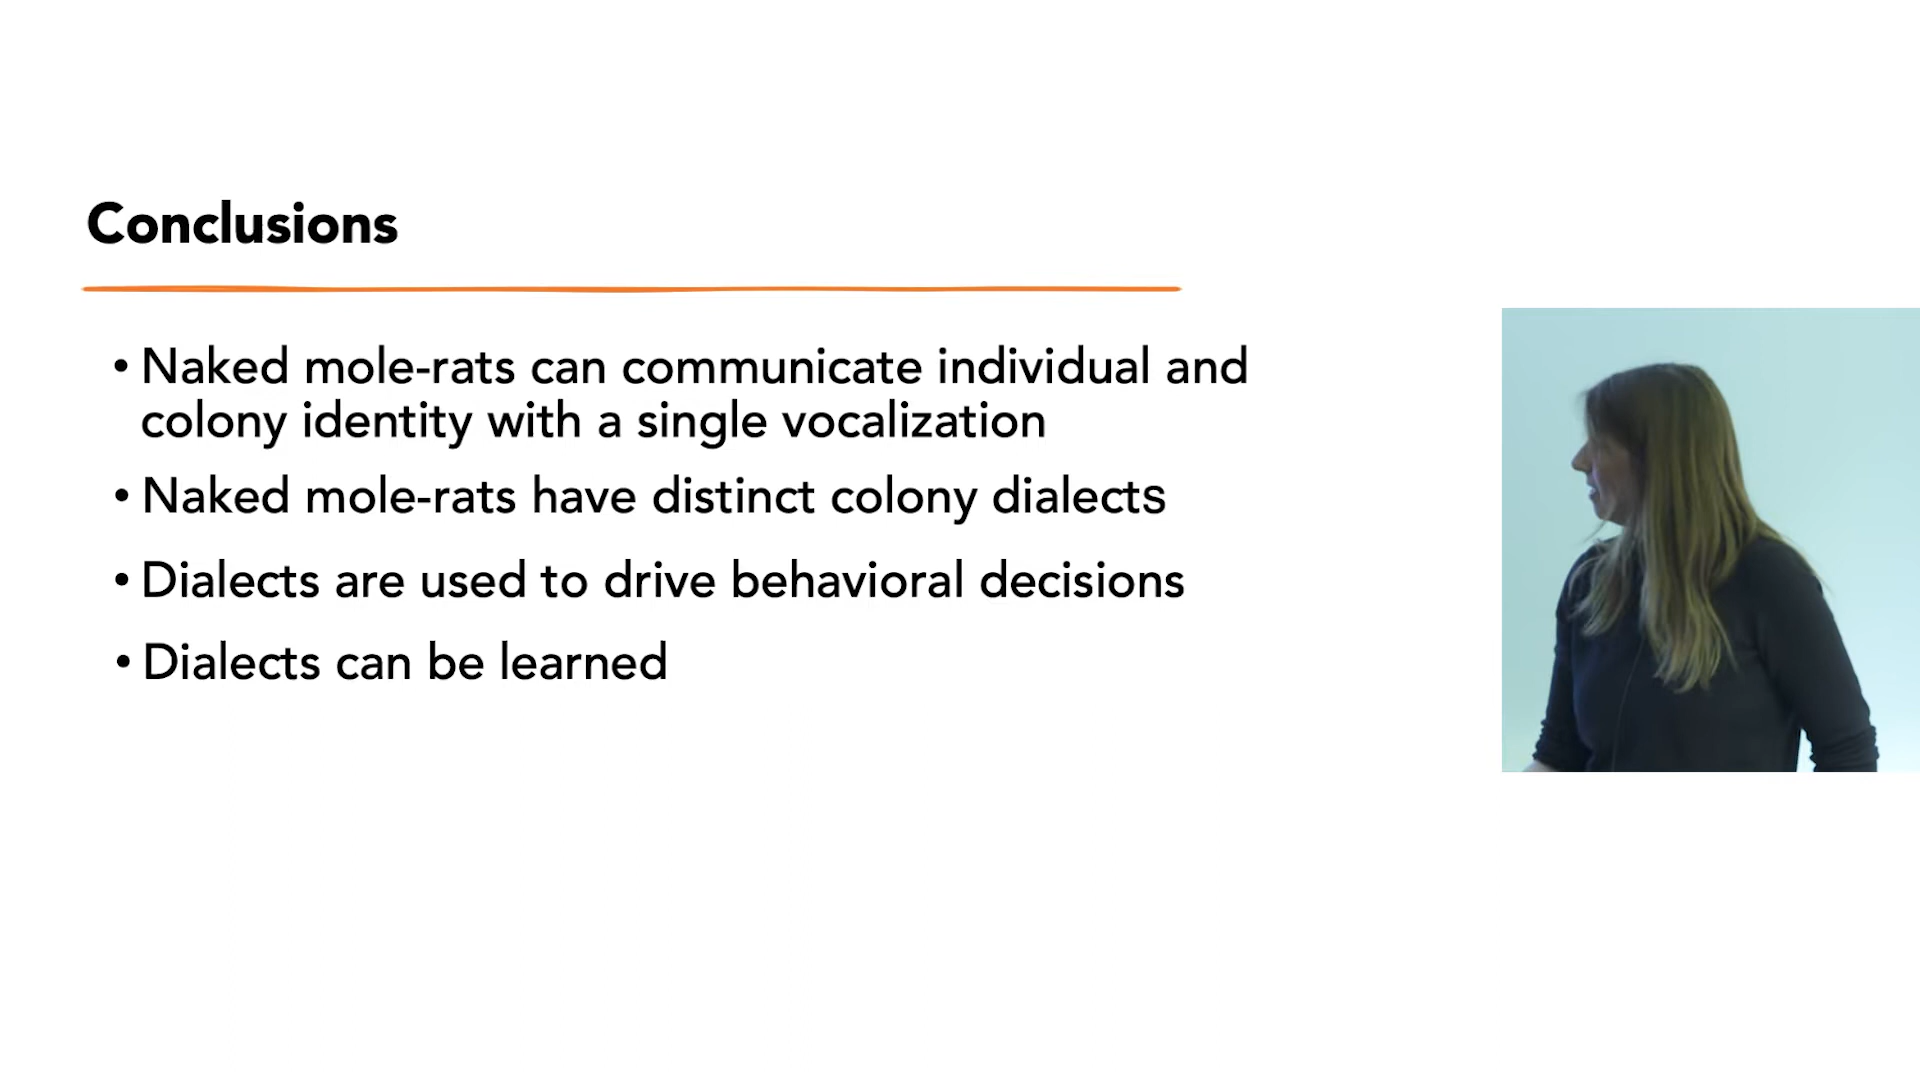 Conclusions
• Naked mole-rats can communicate individual and
colony identity with a single vocalization
• Naked mole-rats have distinct colony dialects
• Dialects are used to drive behavioral decisions
• Dialects can be learned